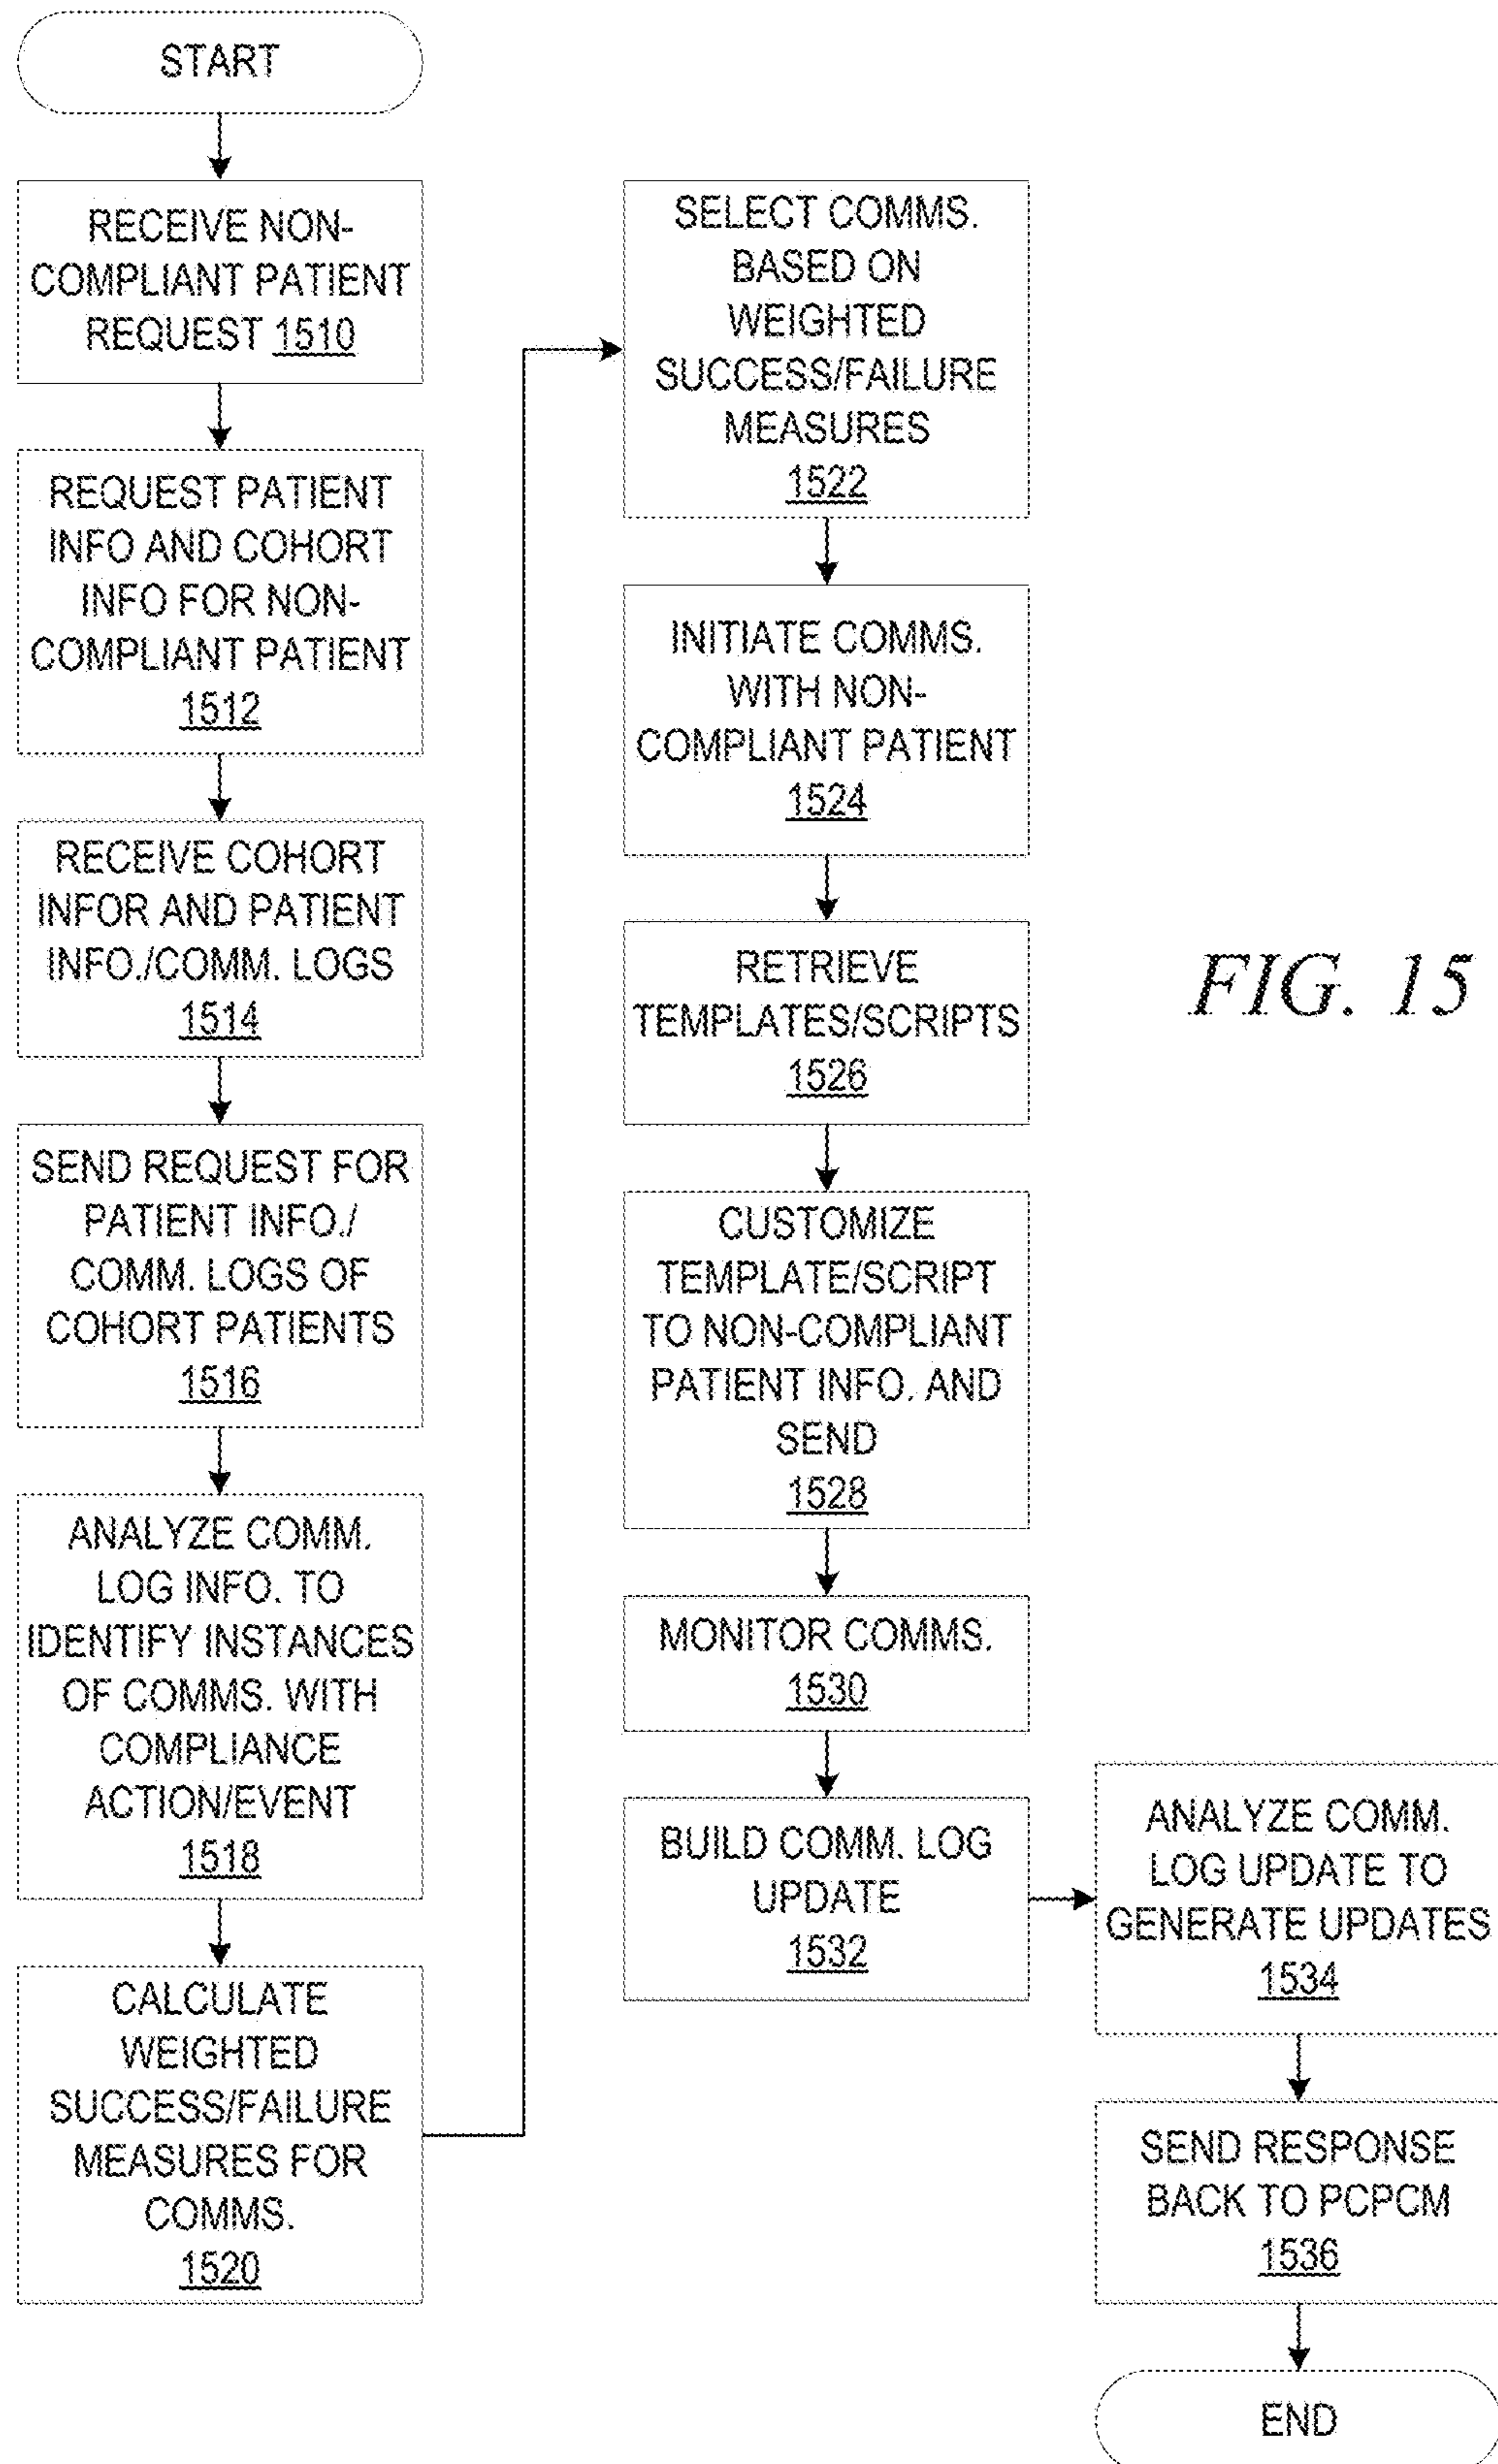 START
RECEIVE NON-
COMPLIANT PATIENT
REQUEST 1510
REQUEST PATIENT
INFO AND COHORT
INFO FOR NON-
COMPLIANT PATIENT
1512
RECEIVE COHORT
INFOR AND PATIENT
INFO./COMM. LOGS
1514
SEND REQUEST FOR
PATIENT INFO./
COMM. LOGS OF
COHORT PATIENTS
1516
ANALYZE COMM.
LOG INFO. TO
IDENTIFY INSTANCES
OF COMMS. WITH
COMPLIANCE
ACTION/EVENT
1518
CALCULATE
WEIGHTED
SUCCESS/FAILURE
MEASURES FOR
COMMS.
1520
SELECT COMMS.
BASED ON
WEIGHTED
SUCCESS/FAILURE
MEASURES
1522
INITIATE COMMS.
WITH NON-
COMPLIANT PATIENT
1524
RETRIEVE
TEMPLATES/SCRIPTS
1526
CUSTOMIZE
TEMPLATE/SCRIPT
TO NON-COMPLIANT
PATIENT INFO. AND
SEND
1528
MONITOR COMMS.
1530
BUILD COMM. LOG
UPDATE
1532
ANALYZE COMM.
LOG UPDATE TO
GENERATE UPDATES
1534
SEND RESPONSE
BACK TO PCPCM
1536
END
FIG. 15